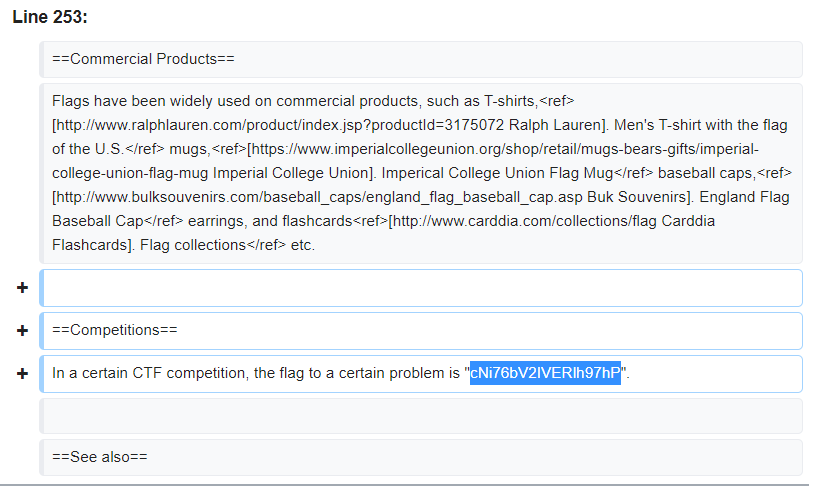 Line 253:
==Commercial Products==
Flags have been widely used on commercial products, such as T-shirts,<ref>
[http://www.ralphlauren.com/product/index.jsp?productId=3175072 Ralph Lauren]. Men's T-shirt with the flag
of the U.S.</ref> mugs,<ref>[https://www.imperialcollegeunion.org/shop/retail/mugs-bears-gifts/imperial-
college-union-flag-mug Imperial College Union]. Imperical College Union Flag Mug</ref> baseball caps,<ref>
[http://www.bulksouvenirs.com/baseball_caps/england_flag_baseball_cap.asp Buk Souvenirs]. England Flag
Baseball Cap</ref> earrings, and flashcards<ref>[http://www.carddia.com/collections/flag Carddia
Flashcards]. Flag collections</ref> etc.
+
+ ==Competitions==
+ In a certain CTF competition, the flag to a certain problem is "cNi76bV2IVERlh97hP".
==See also==